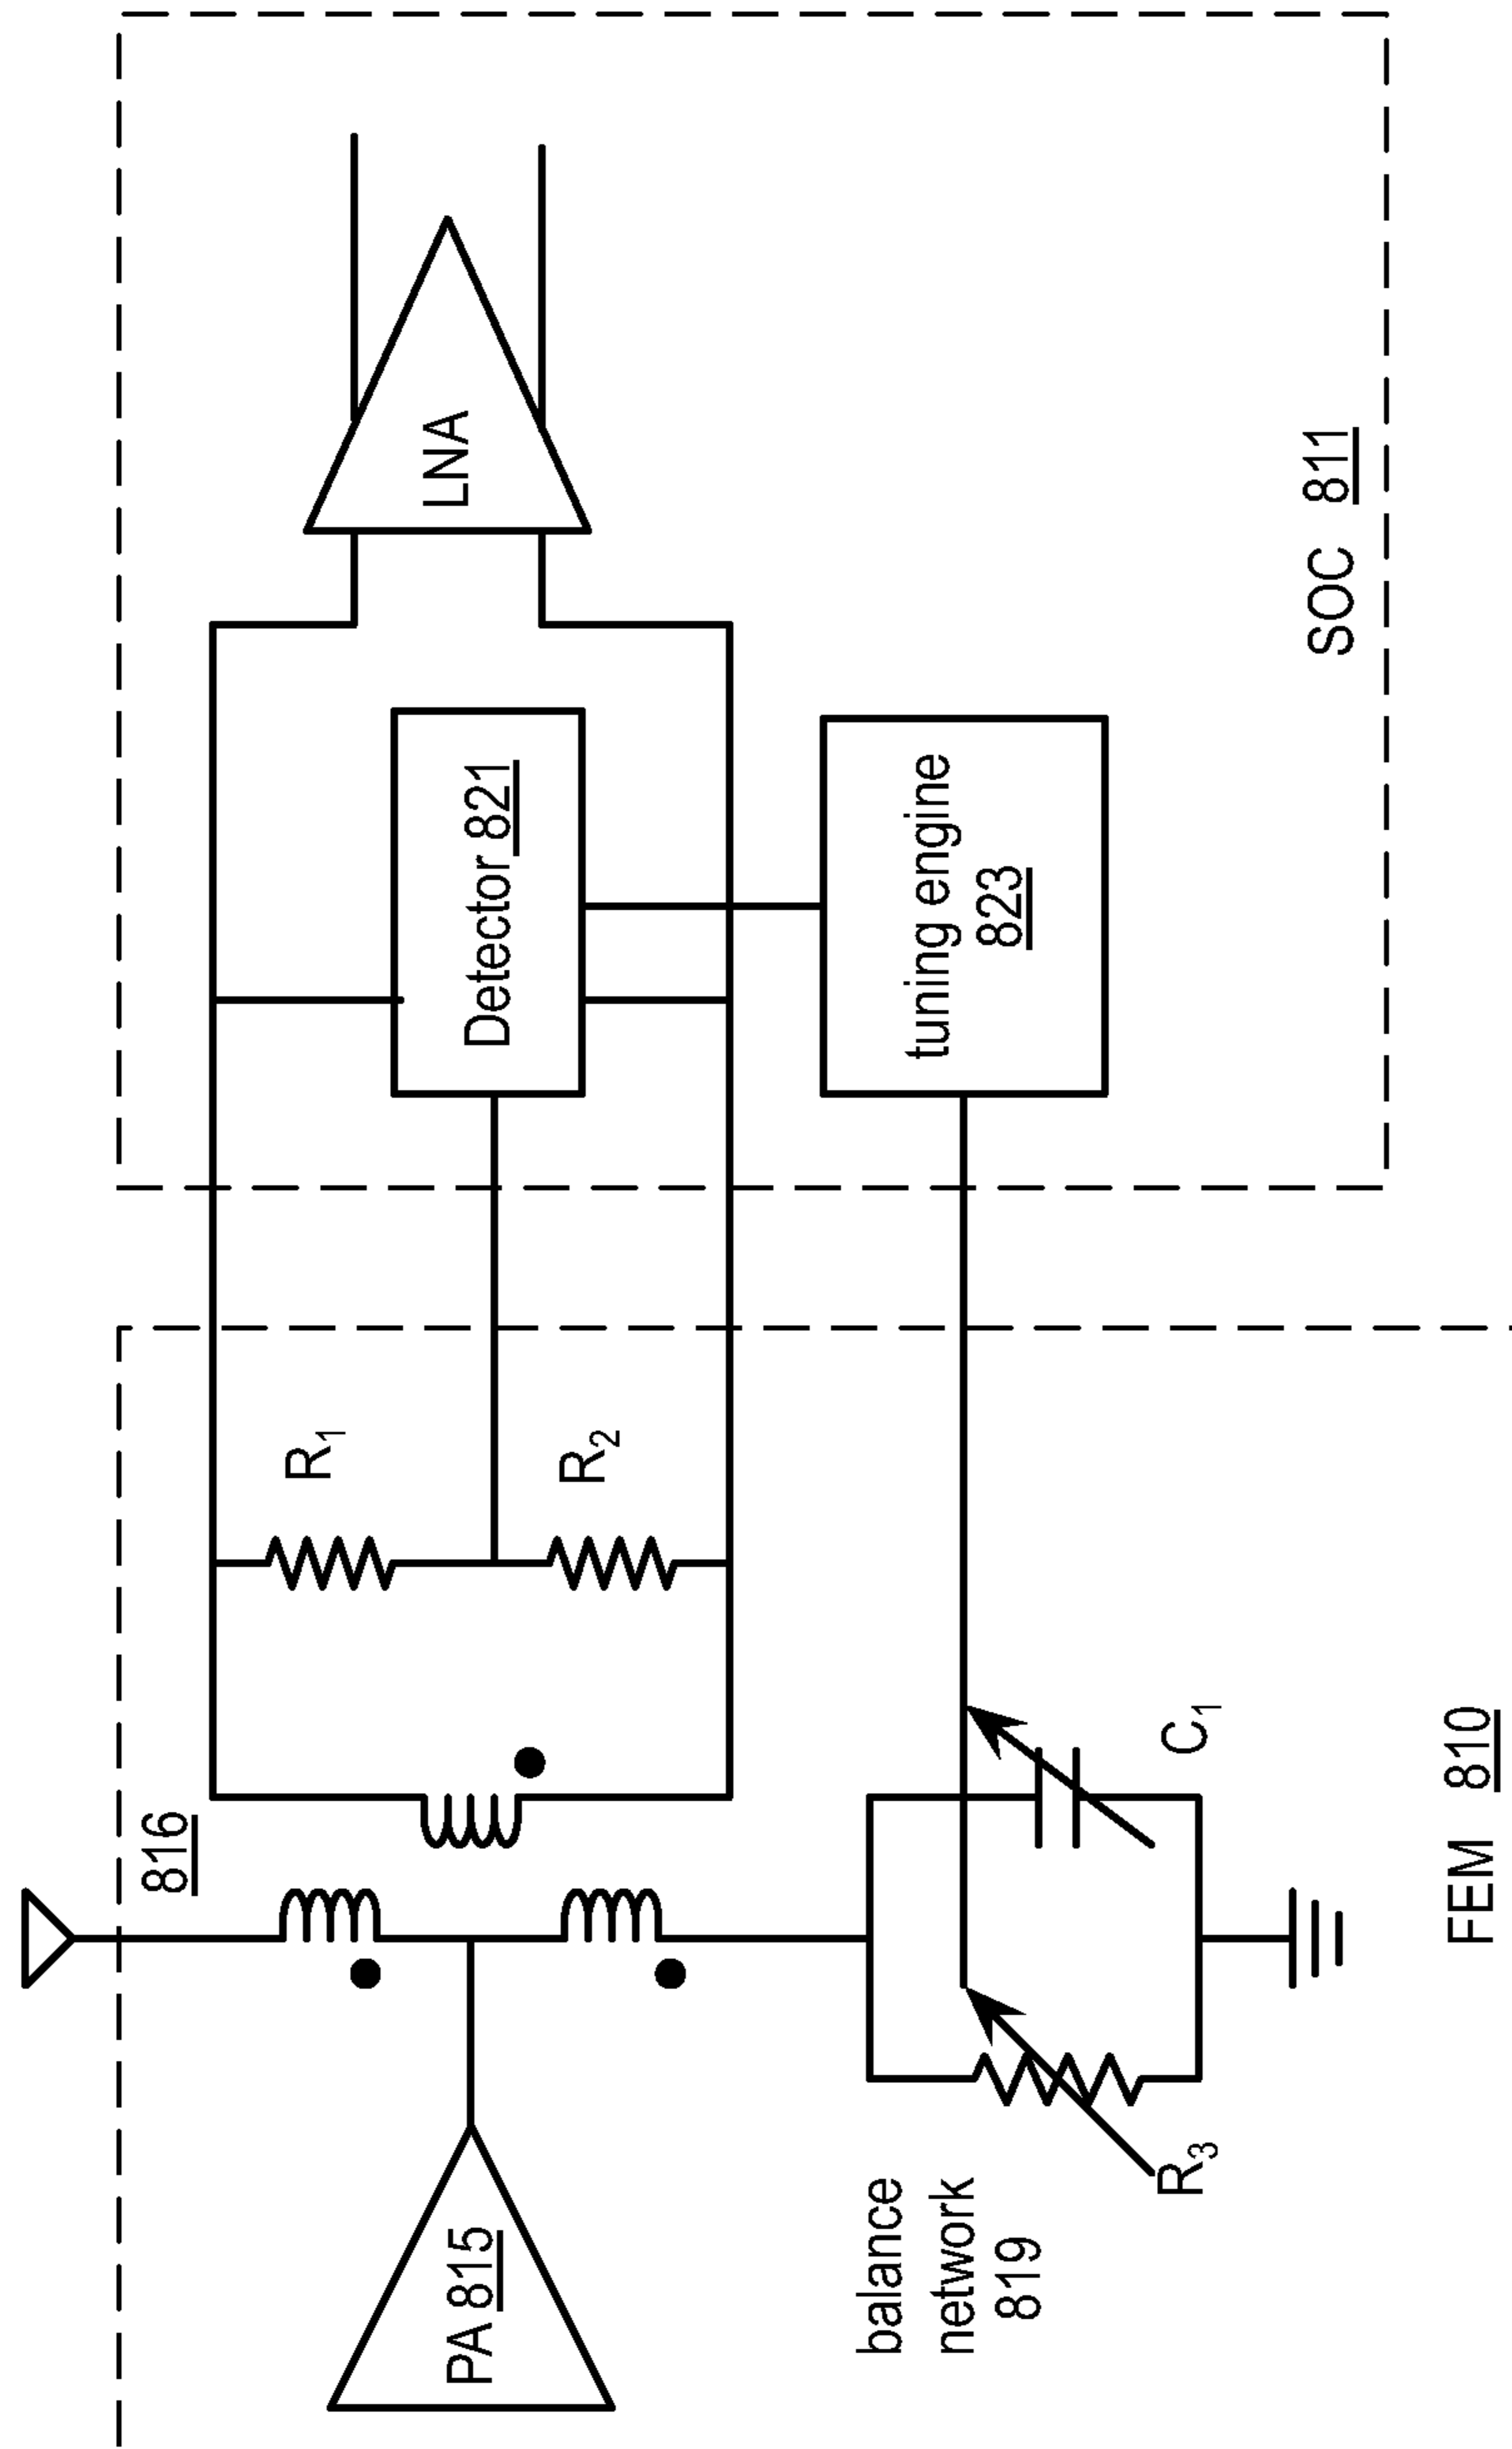 816
R1
R2
PA 815
Detector 821
LNA
balance
network
819
tuning engine
823
R3
C1
FEM 810
SOC 811